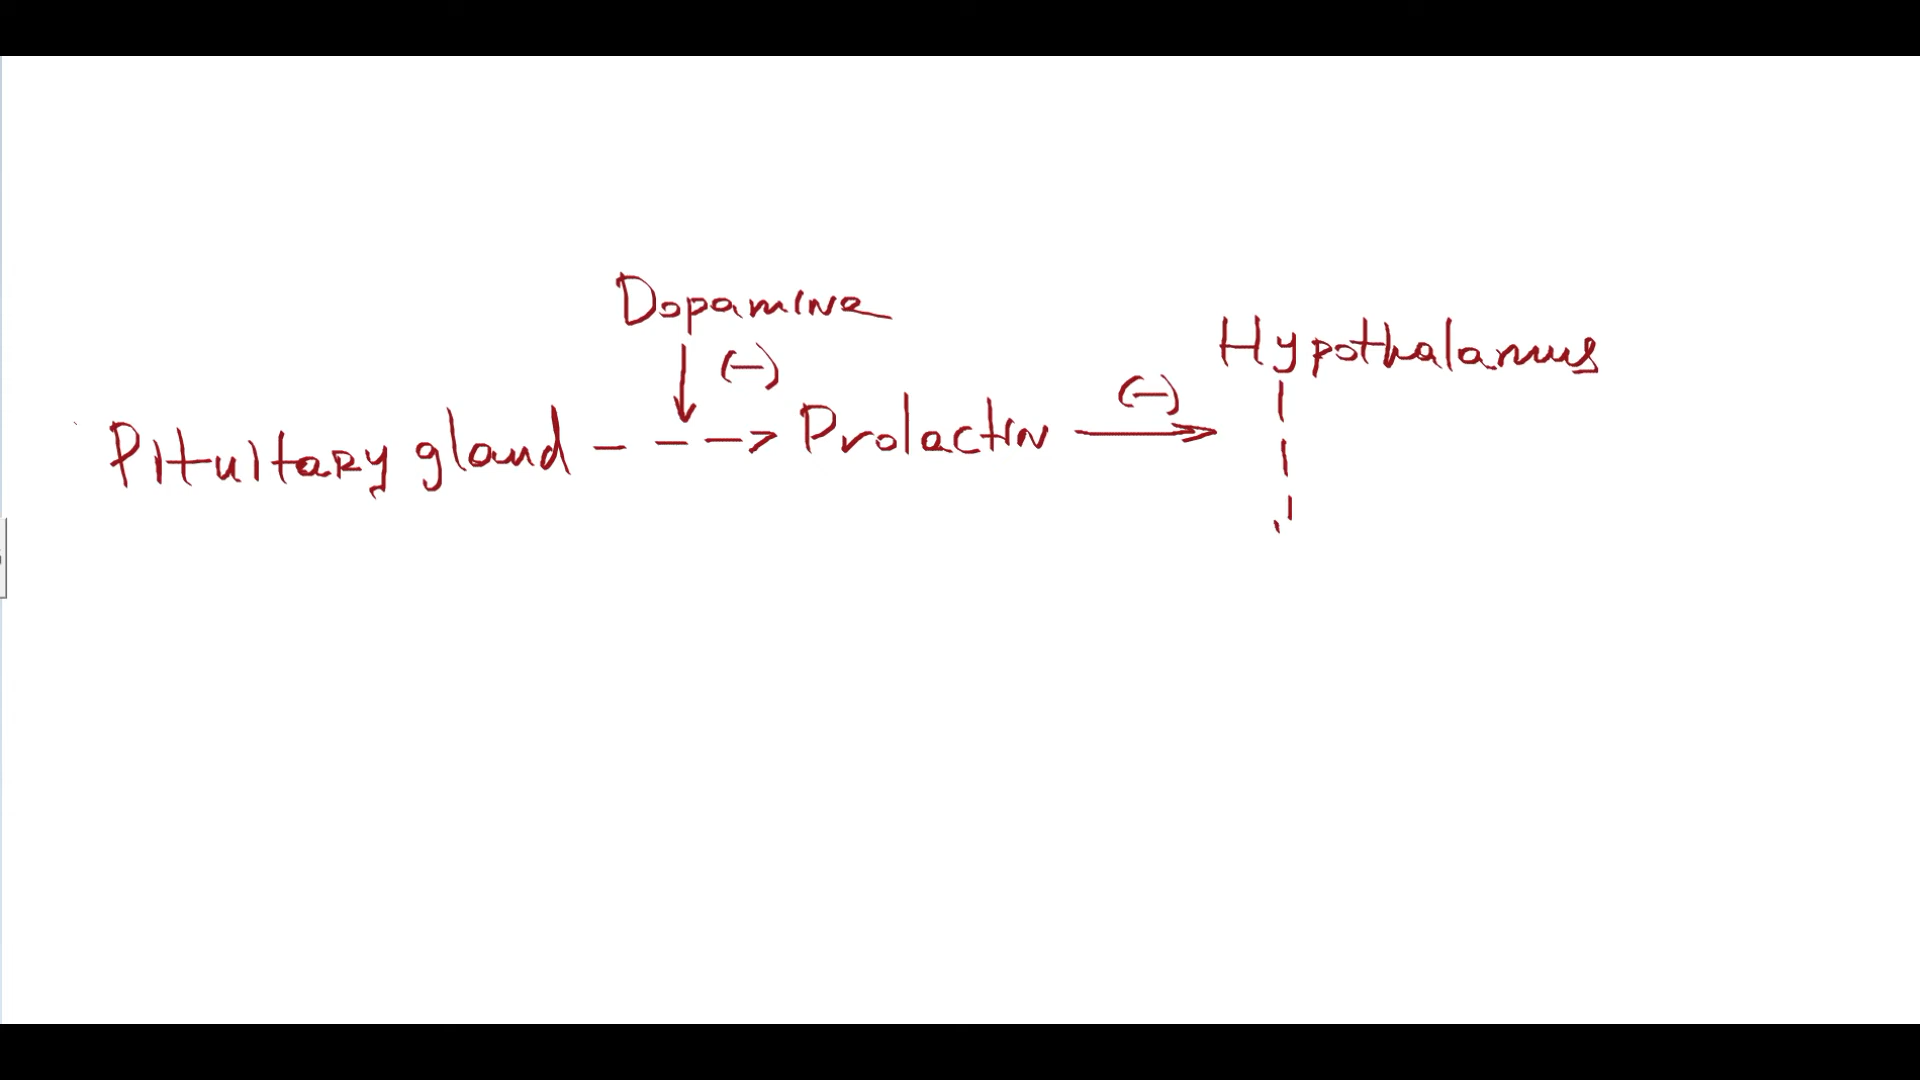 Dopamine
(-)
Hypothalamus
(-)
Pituitary gland Prolactin